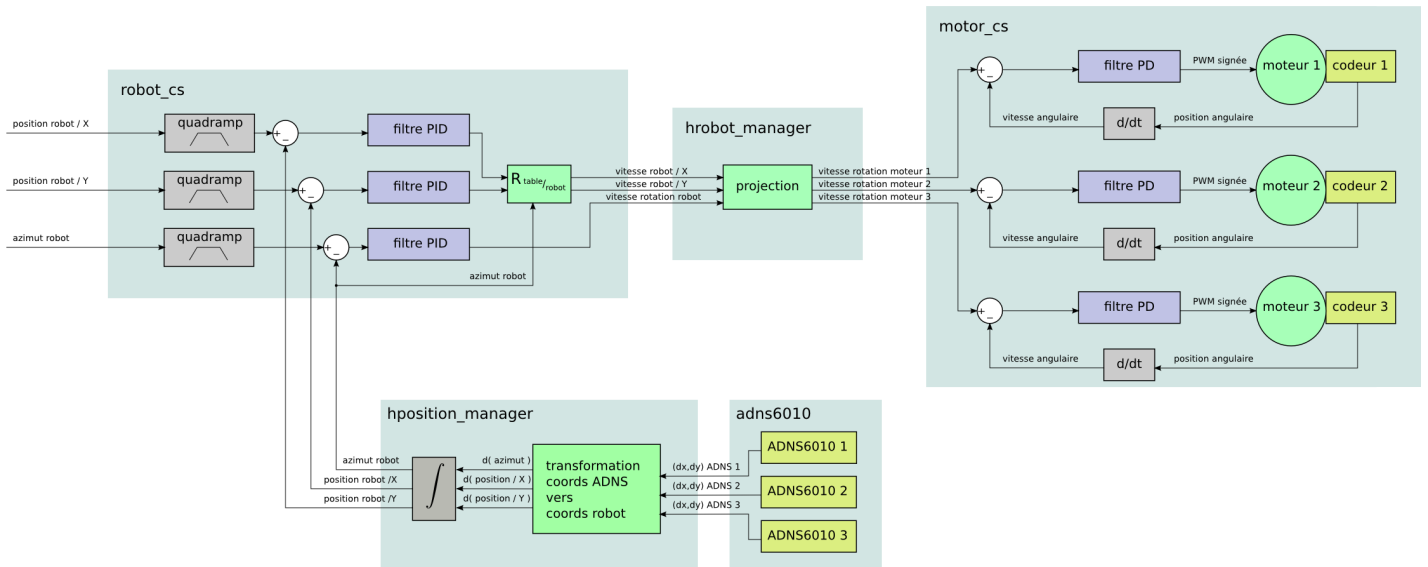 robot_cs
position robot / X
quadramp
+
_
filtre PID
position robot / Y
quadramp
+
_
filtre PID
R table/robot
azimut robot
quadramp
+
_
filtre PID
azimut robot
hrobot_manager
vitesse robot / X
vitesse robot / Y
vitesse rotation robot
projection
vitesse rotation moteur 1
vitesse rotation moteur 2
vitesse rotation moteur 3
motor_cs
+
_
filtre PD
PWM signée
moteur 1
codeur 1
vitesse angulaire
d/dt
position angulaire
+
_
filtre PD
PWM signée
moteur 2
codeur 2
vitesse angulaire
d/dt
position angulaire
+
_
filtre PD
PWM signée
moteur 3
codeur 3
vitesse angulaire
d/dt
position angulaire
hposition_manager
azimut robot
position robot /X
position robot /Y
∫
d( azimut )
d( position / X )
d( position / Y )
transformation
coords ADNS
vers
coords robot
(dx,dy) ADNS 1
(dx,dy) ADNS 2
(dx,dy) ADNS 3
adns6010
ADNS6010 1
ADNS6010 2
ADNS6010 3